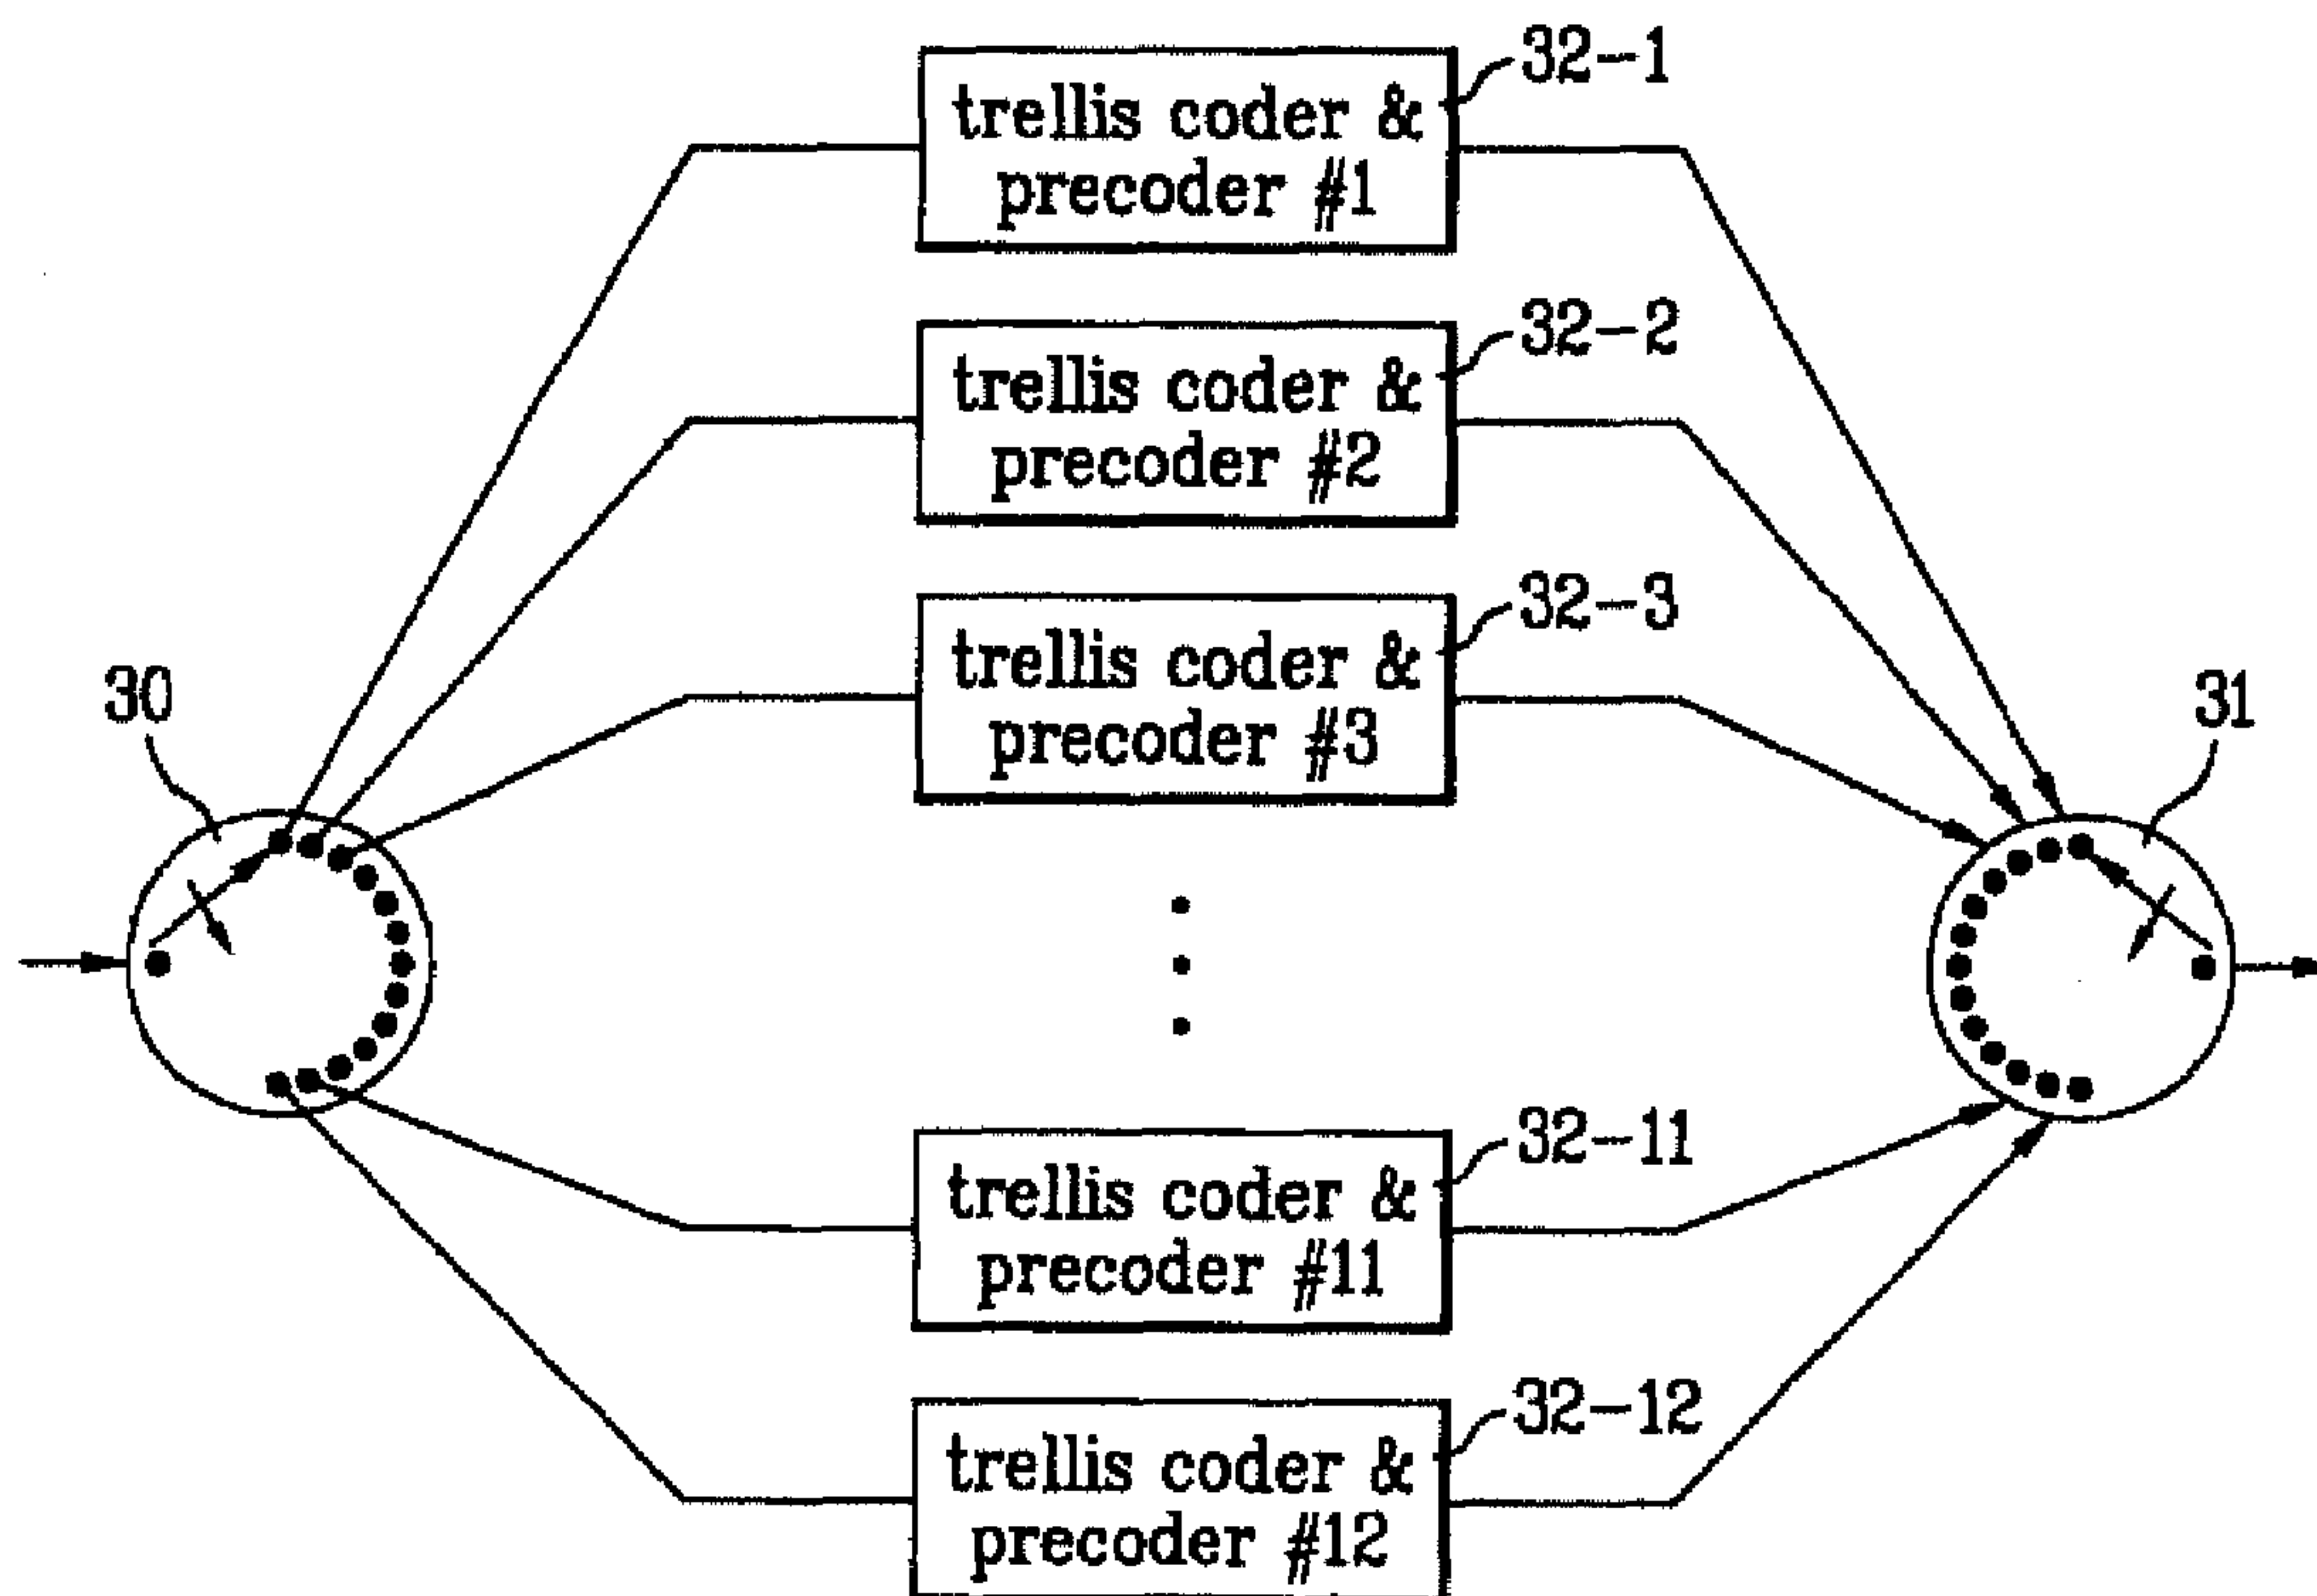 32-1
trellis coder &
precoder #1
32-2
trellis coder &
precoder #2
32-3
trellis coder &
precoder #3
30
31
32-11
trellis coder &
precoder #11
32-12
trellis coder &
precoder #12